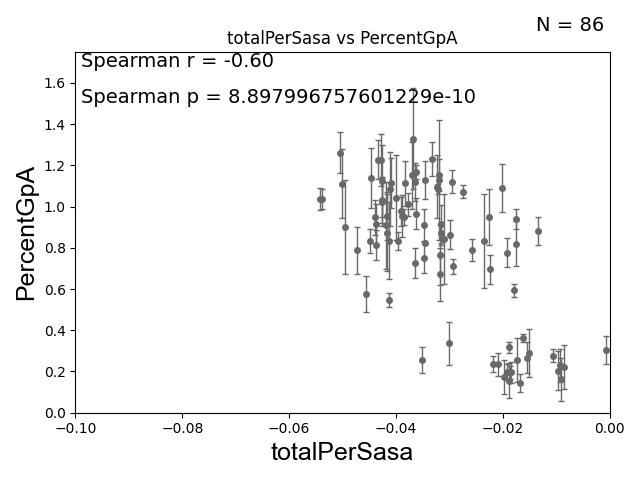 N = 86
totalPerSasa vs PercentGpA
Spearman r = -0.60
Spearman p = 8.897996757601229e-10
PercentGpA
1.6
1.4
1.2
1.0
0.8
0.6
0.4
0.2
0.0
−0.10 −0.08 −0.06 −0.04 −0.02 0.00
totalPerSasa